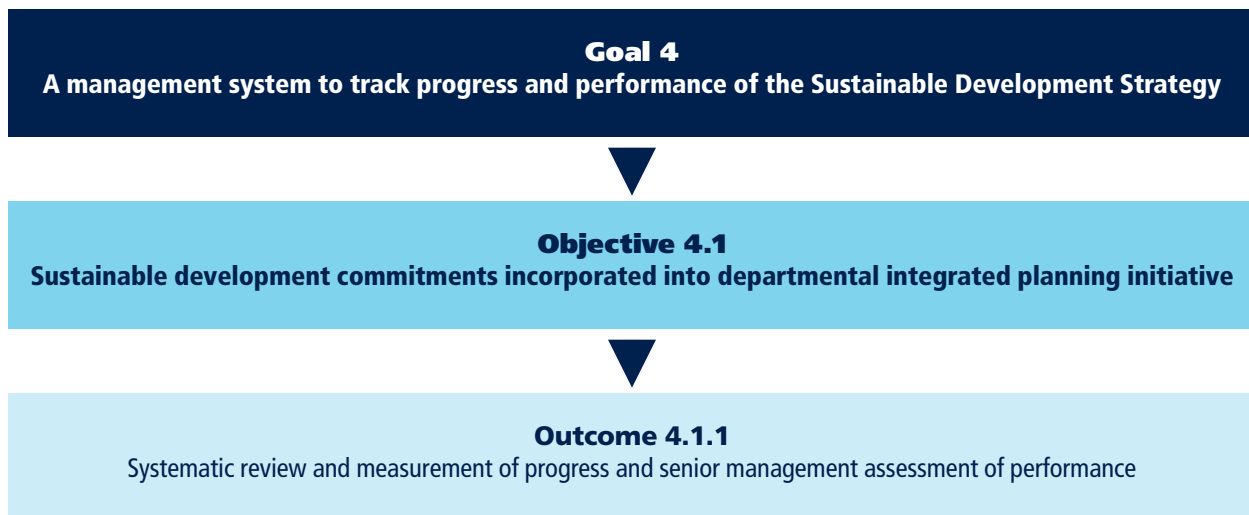 Goal 4
A management system to track progress and performance of the Sustainable Development Strategy
Objective 4.1
Sustainable development commitments incorporated into departmental integrated planning initiative
Outcome 4.1.1
Systematic review and measurement of progress and senior management assessment of performance